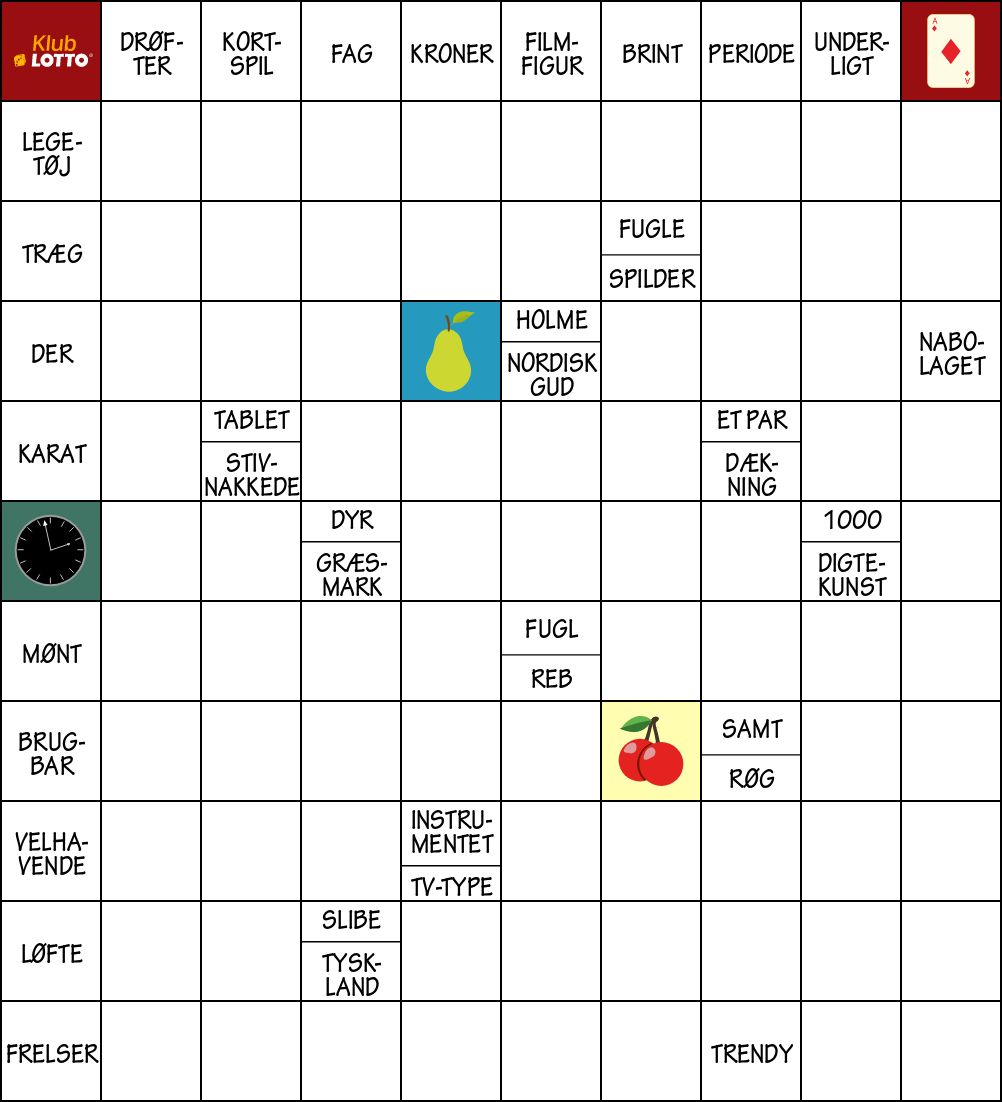 Klub
LOTTO
DRØF-
TER
KORT-
SPIL
FAG
KRONER
FILM-
FIGUR
BRINT
PERIODE
UNDER-
LIGT
A
A
LEGE-
TØJ
TRÆG
FUGLE
SPILDER
DER
HOLME
NORDISK
GUD
NABO-
LAGET
KARAT
TABLET
STIV-
NAKKEDE
ET PAR
DÆK-
NING
DYR
GRÆS-
MARK
1000
DIGTE-
KUNST
MØNT
FUGL
REB
BRUG-
BAR
SAMT
RØG
VELHA-
VENDE
INSTRU-
MENTET
TV-TYPE
LØFTE
SLIBE
TYSK-
LAND
FRELSER
TRENDY